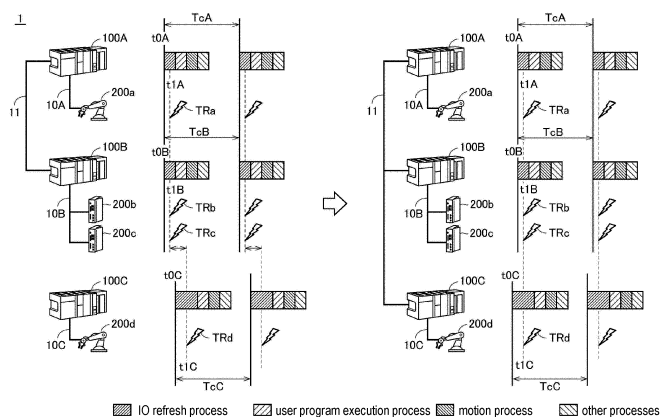 1
TcA
100A
t0A
t1A
10A
200a
TRa
11
TcB
100B
t0B
t1B
10B
200b
TRb
200c
TRc
100C
t0C
10C
200d
TRd
t1C
TcC
TcA
100A
t0A
t1A
10A
200a
TRa
11
TcB
100B
t0B
t1B
10B
200b
TRb
200c
TRc
100C
t0C
10C
200d
TRd
t1C
TcC
IO refresh process
user program execution process
motion process
other processes